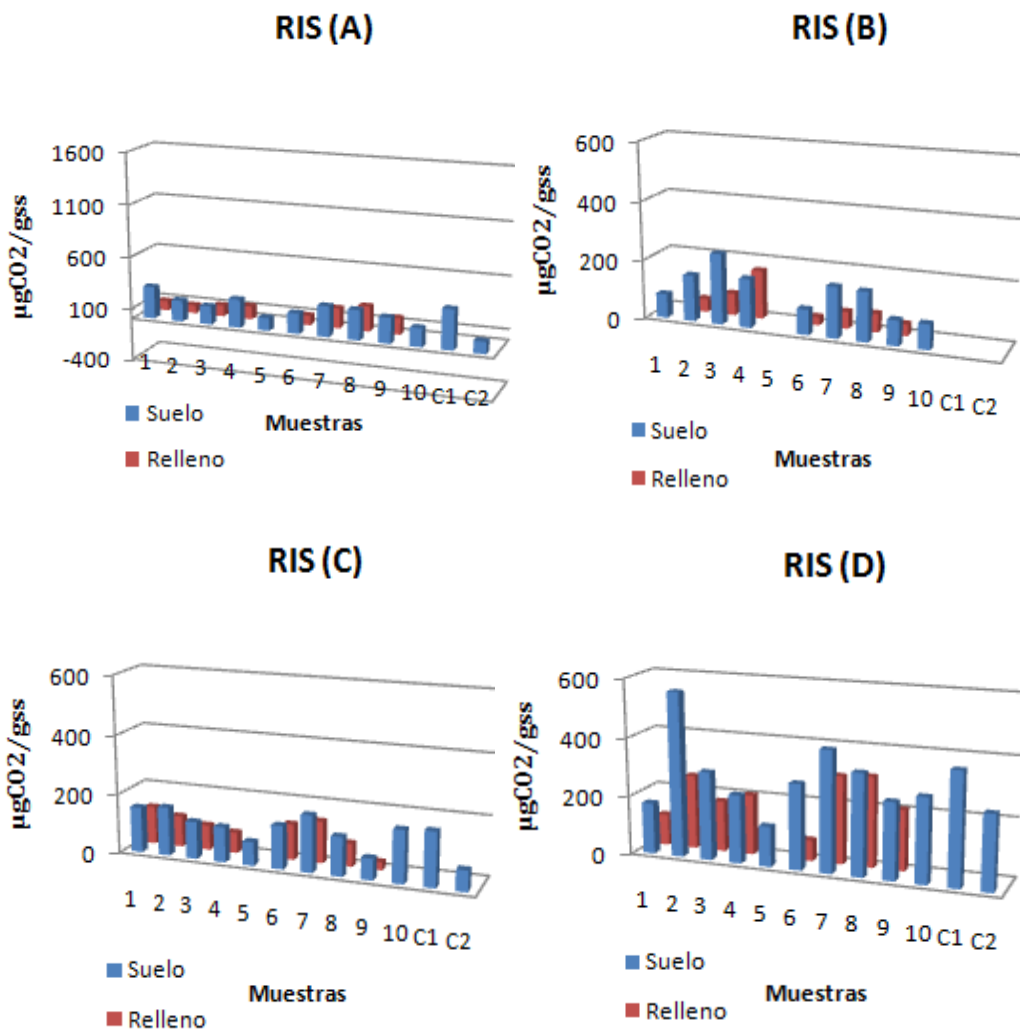 RIS (A)
µgCO2/gss
1600
1100
600
100
-400
1 2 3 4 5 6 7 8 9 10 C1 C2
Muestras
Suelo
Relleno
RIS (B)
µgCO2/gss
600
400
200
0
1 2 3 4 5 6 7 8 9 10 C1 C2
Muestras
Suelo
Relleno
RIS (C)
µgCO2/gss
600
400
200
0
1 2 3 4 5 6 7 8 9 10 C1 C2
Muestras
Suelo
Relleno
RIS (D)
µgCO2/gss
600
400
200
0
1 2 3 4 5 6 7 8 9 10 C1 C2
Muestras
Suelo
Relleno